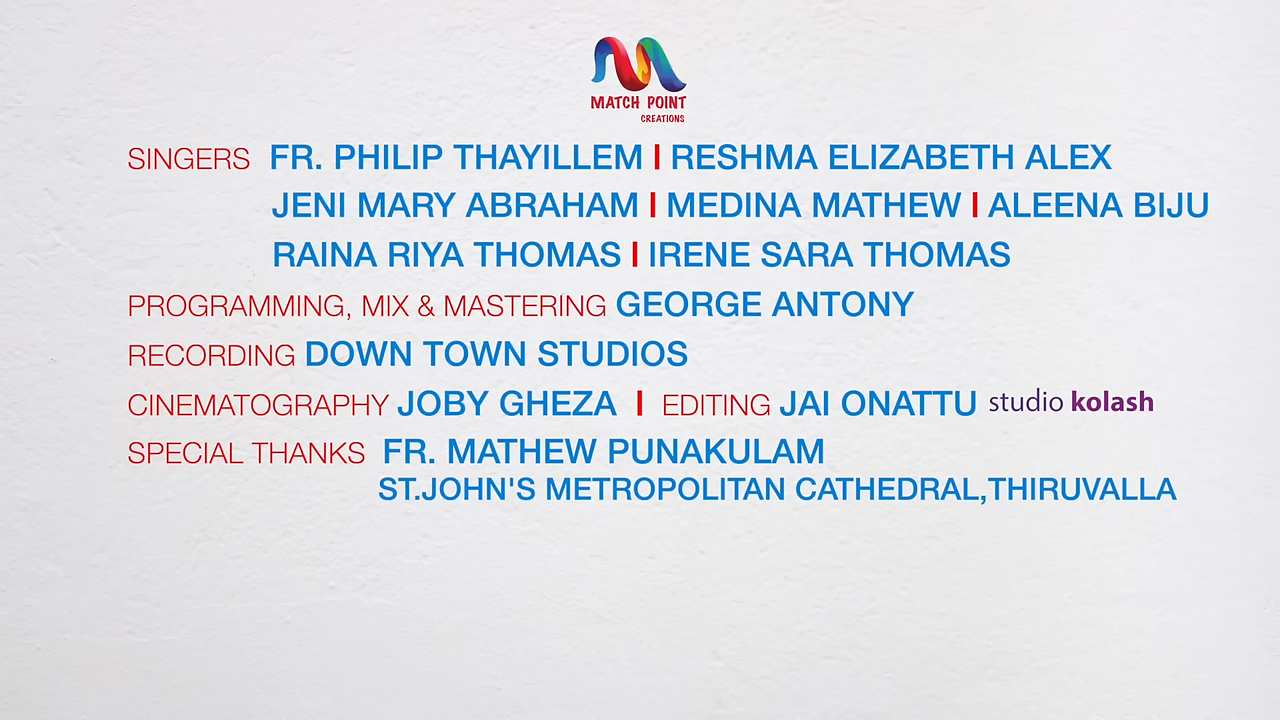 MATCH POINT
CREATIONS
SINGERS FR. PHILIP THAYILLEM | RESHMA ELIZABETH ALEX
JENI MARY ABRAHAM | MEDINA MATHEW | ALEENA BIJU
RAINA RIYA THOMAS | IRENE SARA THOMAS
PROGRAMMING, MIX & MASTERING GEORGE ANTONY
RECORDING DOWN TOWN STUDIOS
CINEMATOGRAPHY JOBY GHEZA | EDITING JAI ONATTU studio kolash
SPECIAL THANKS FR. MATHEW PUNAKULAM
ST.JOHN'S METROPOLITAN CATHEDRAL,THIRUVALLA